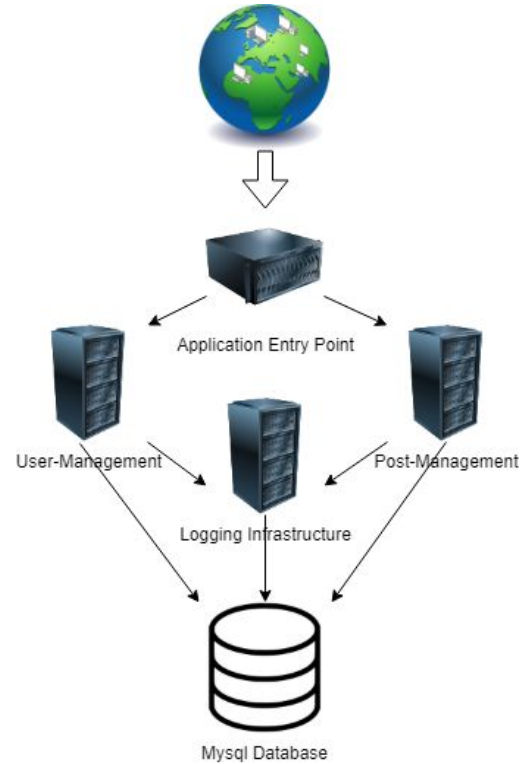 Application Entry Point
User-Management
Post-Management
Logging Infrastructure
Mysql Database